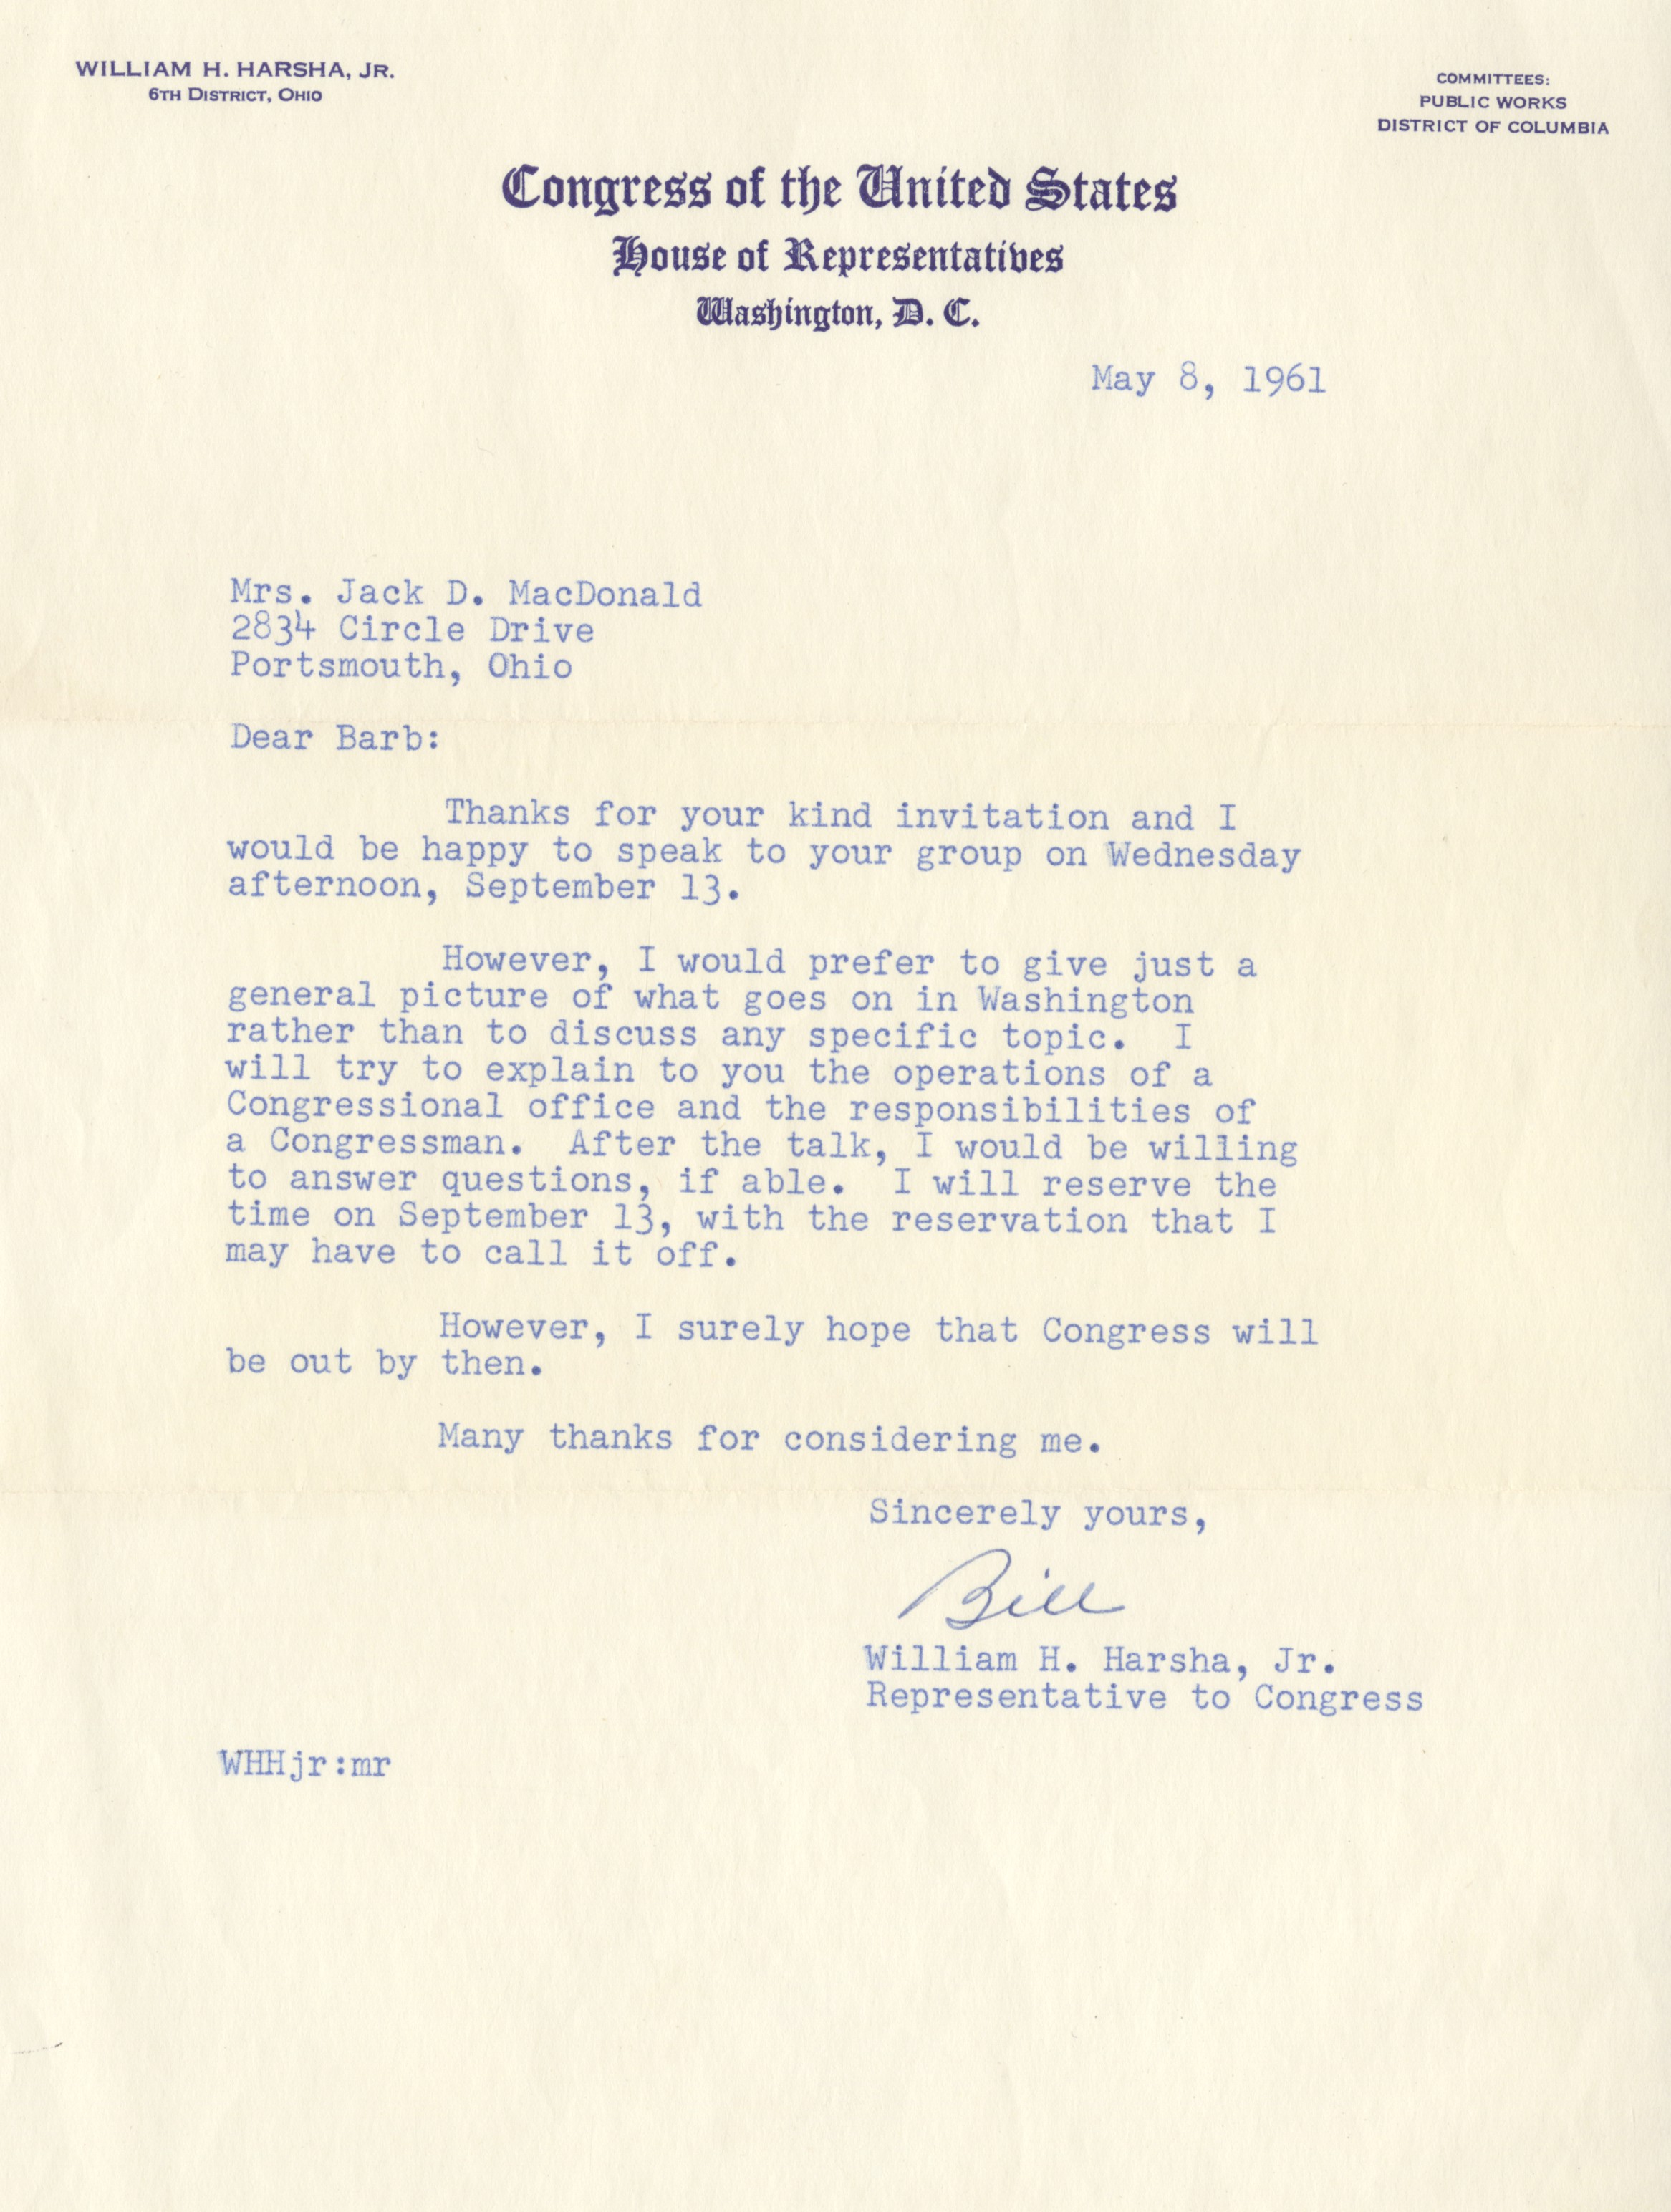 WILLIAM H. HARSHA, JR.
6TH DISTRICT, OHIO
COMMITTEES:
PUBLIC WORKS
DISTRICT OF COLUMBIA
Congress of the United States
House of Representatives
Washington, D. C.
May 8, 1961
Mrs. Jack D. MacDonald
2834 Circle Drive
Portsmouth, Ohio
Dear Barb:
Thanks for your kind invitation and I
would be happy to speak to your group on Wednesday
afternoon, September 13.
However, I would prefer to give just a
general picture of what goes on in Washington
rather than to discuss any specific topic. I
will try to explain to you the operations of a
Congressional office and the responsibilities of
a Congressman. After the talk, I would be willing
to answer questions, if able. I will reserve the
time on September 13, with the reservation that I
may have to call it off.
However, I surely hope that Congress will
be out by then.
Many thanks for considering me.
Sincerely yours,
Bill
William H. Harsha, Jr.
Representative to Congress
WHHjr:mr